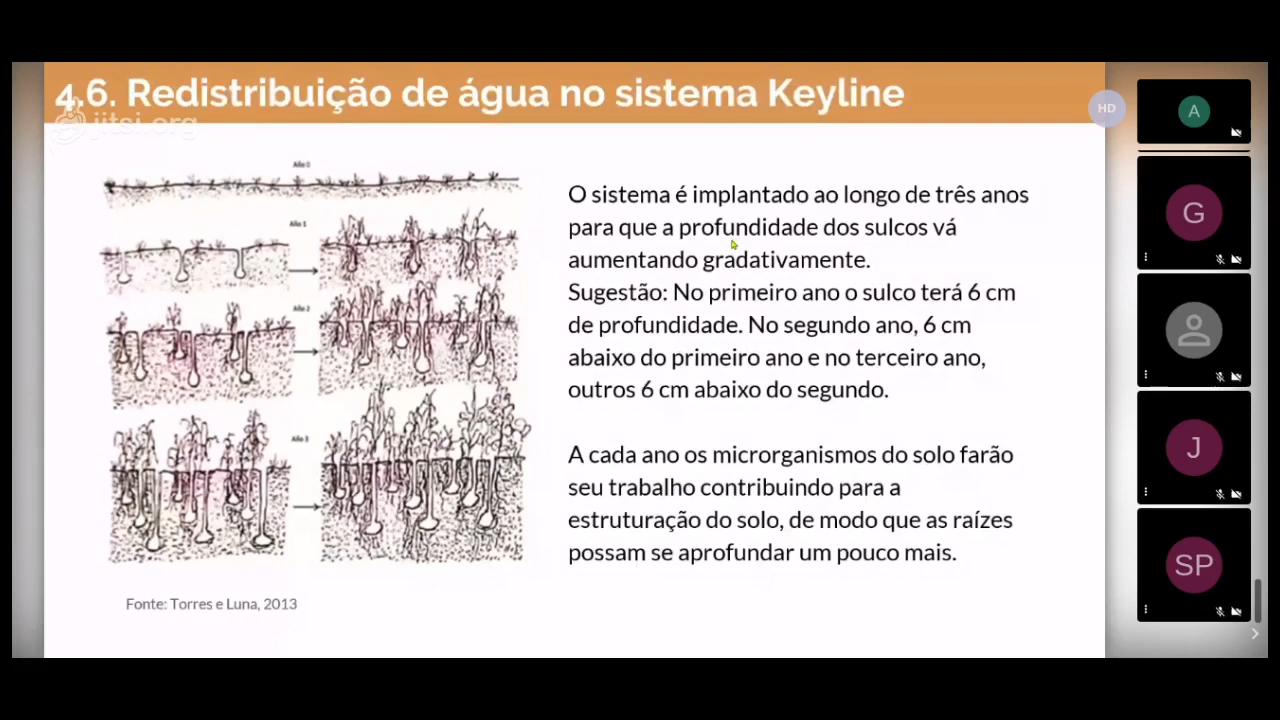 4.6. Redistribuição de água no sistema Keyline
jitsi.org
HD
Año 0
Año 1
Año 2
Año 3
O sistema é implantado ao longo de três anos
para que a profundidade dos sulcos vá
aumentando gradativamente.
Sugestão: No primeiro ano o sulco terá 6 cm
de profundidade. No segundo ano, 6 cm
abaixo do primeiro ano e no terceiro ano,
outros 6 cm abaixo do segundo.
A cada ano os microrganismos do solo farão
seu trabalho contribuindo para a
estruturação do solo, de modo que as raízes
possam se aprofundar um pouco mais.
Fonte: Torres e Luna, 2013
A
G
J
SP